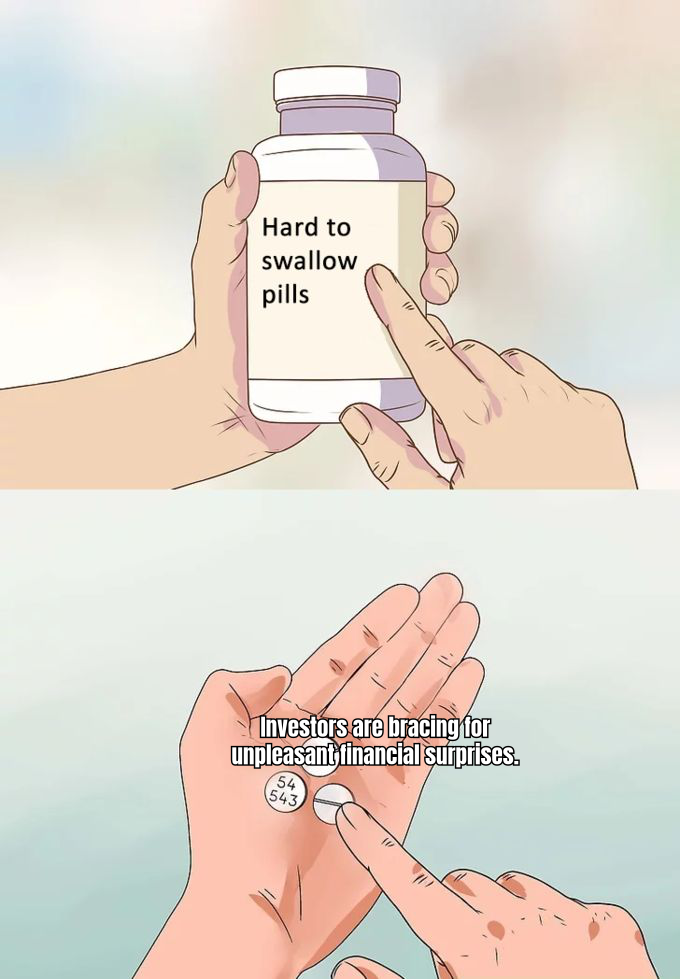 Hard to
swallow
pills
Investors are bracing for
unpleasant financial surprises.
54
543